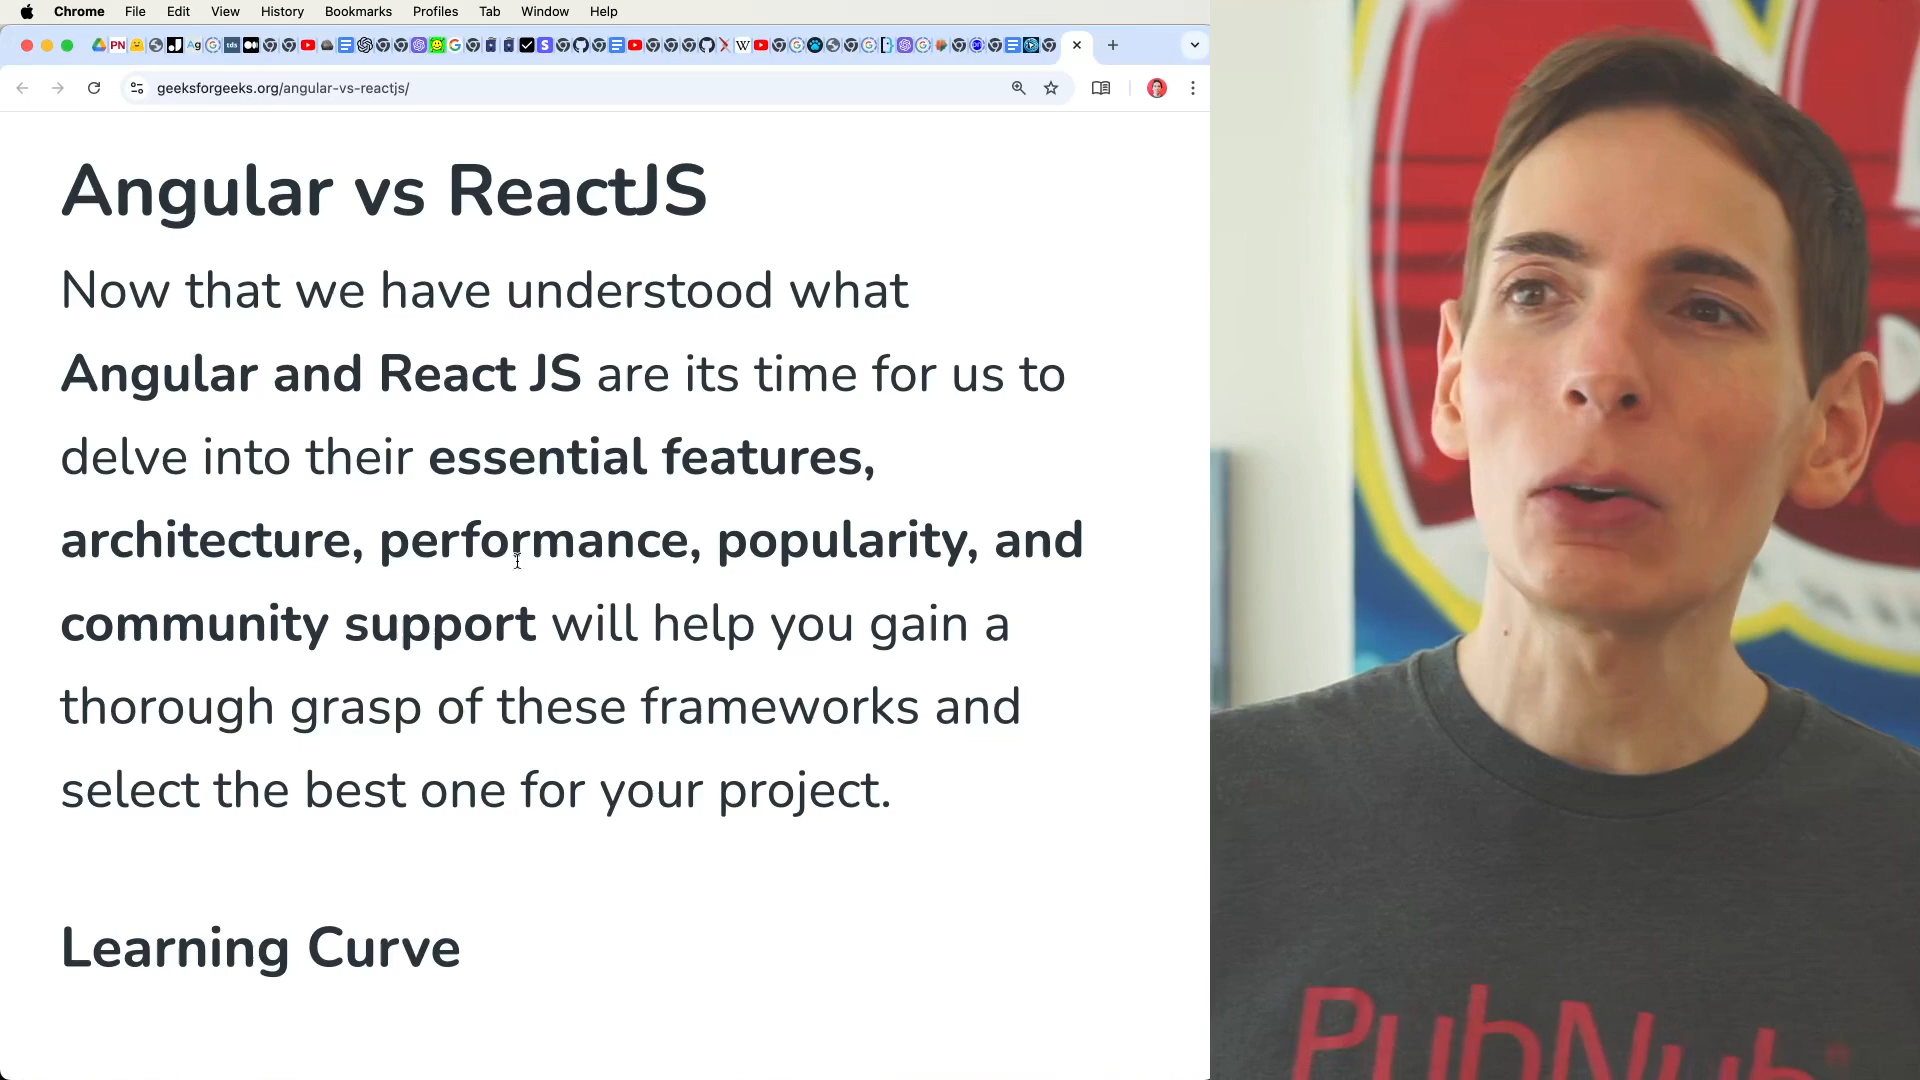 Chrome File Edit View History Bookmarks Profiles Tab Window Help
geeksforgeeks.org/angular-vs-reactjs/
Angular vs ReactJS
Now that we have understood what
Angular and React JS are its time for us to
delve into their essential features,
architecture, performance, popularity, and
community support will help you gain a
thorough grasp of these frameworks and
select the best one for your project.
Learning Curve
PubNub